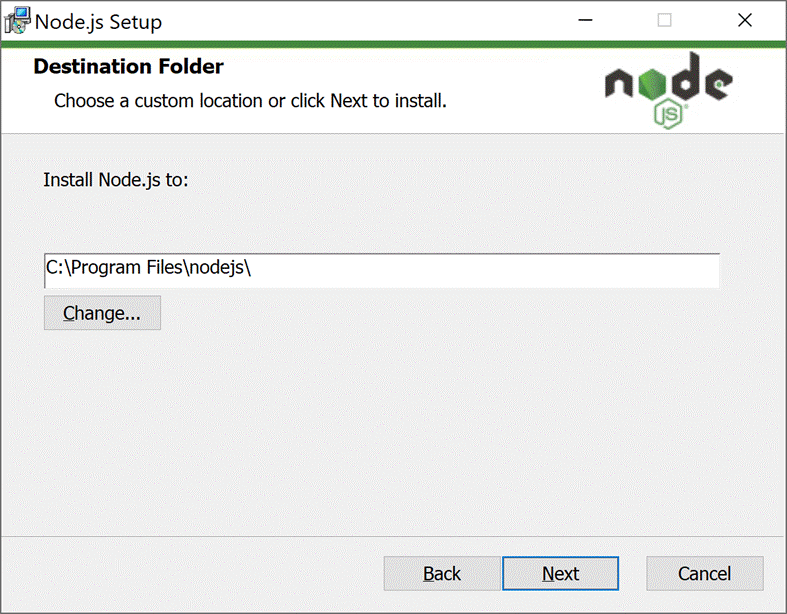 Node.js Setup
Destination Folder
Choose a custom location or click Next to install.
node
JS
Install Node.js to:
C:\Program Files\nodejs\
Change...
Back
Next
Cancel